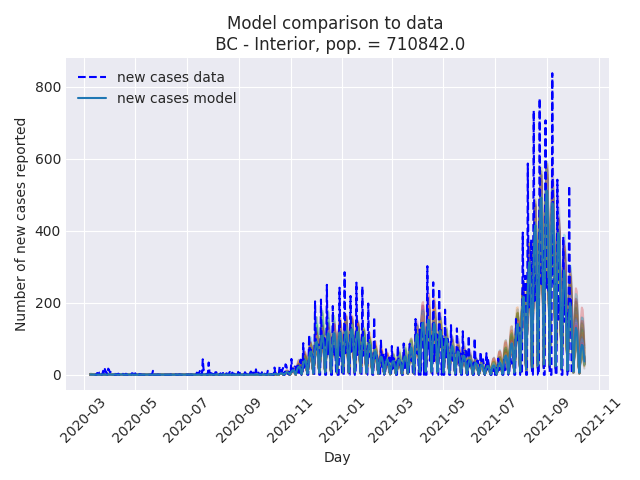 Model comparison to data
BC - Interior, pop. = 710842.0
new cases data
new cases model
Number of new cases reported
800
600
400
200
0
2020-03
2020-05
2020-07
2020-09
2020-11
2021-01
2021-03
2021-05
2021-07
2021-09
2021-11
Day